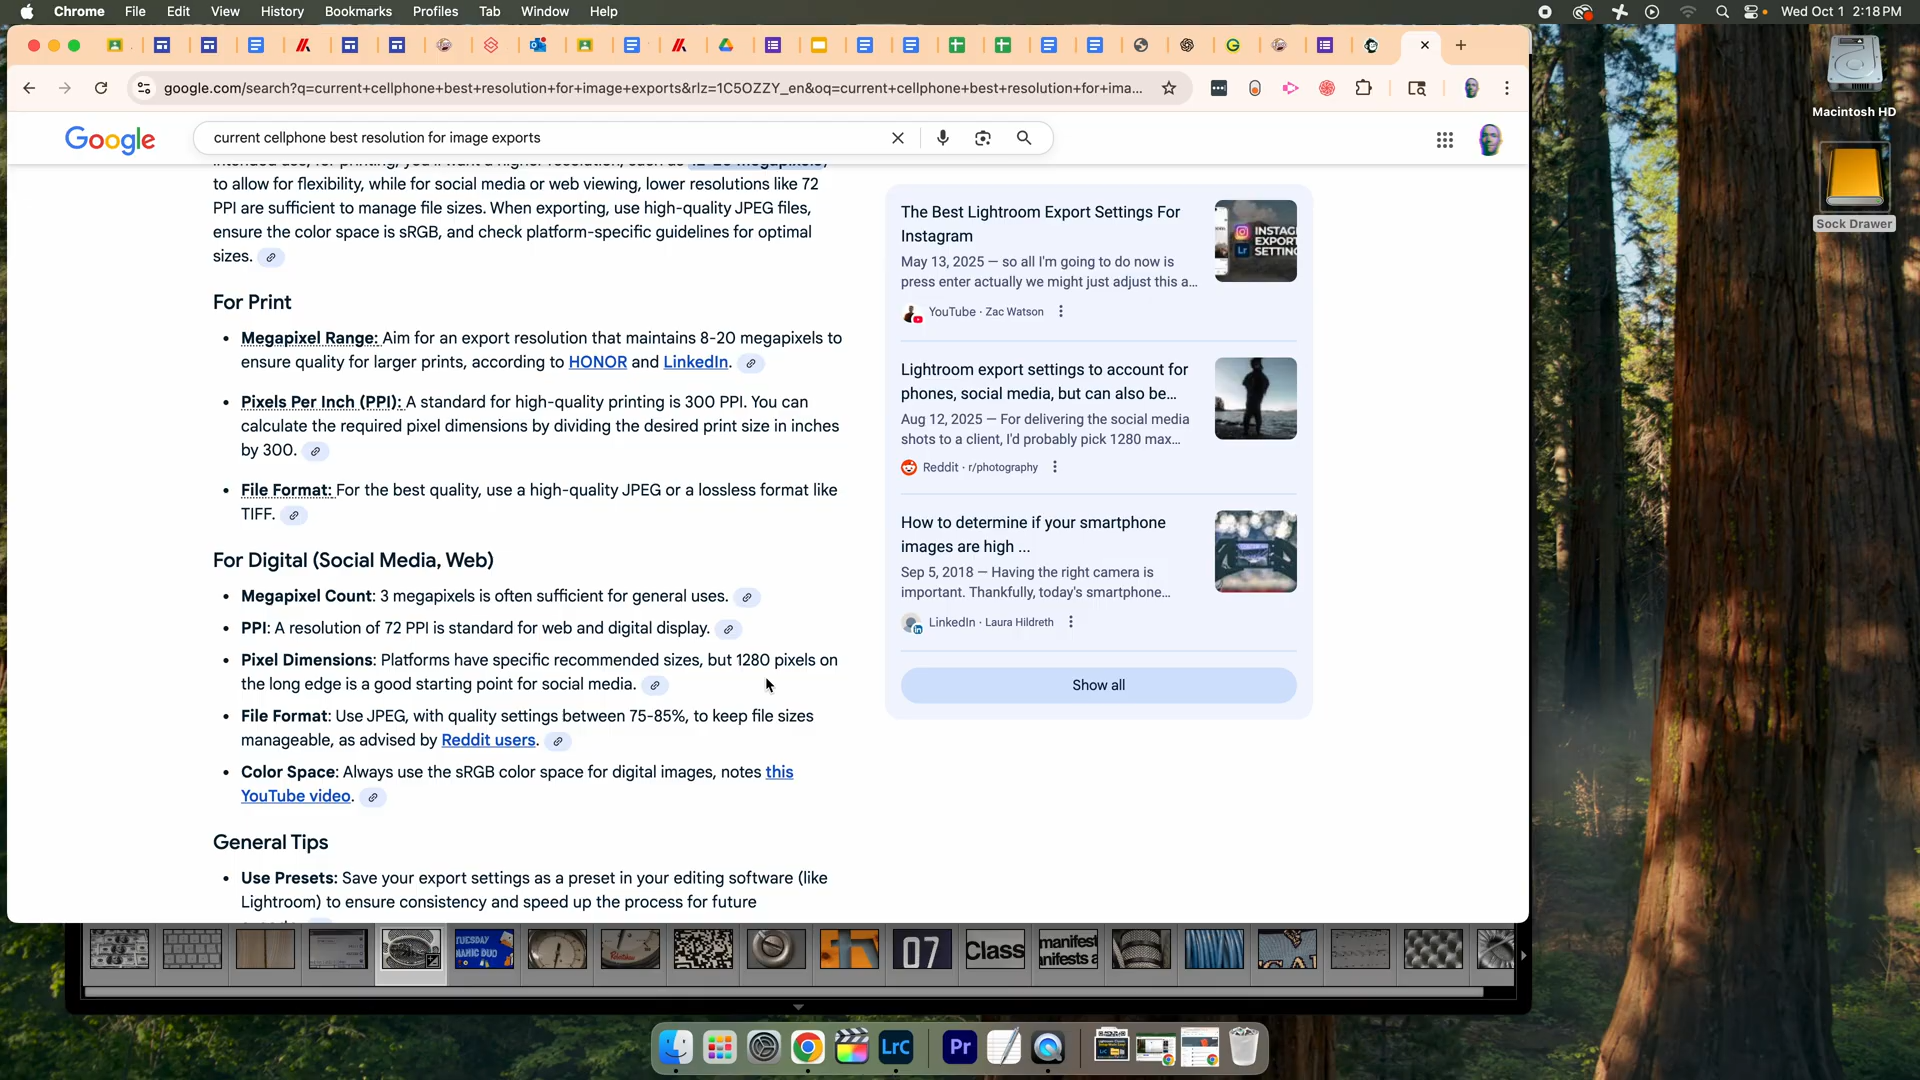 Chrome File Edit View History Bookmarks Profiles Tab Window Help
Wed Oct 1 2:18 PM
google.com/search?q=current+cellphone+best+resolution+for+image+exports&rlz=1C5OZZY_en&oq=current+cellphone+best+resolution+for+ima...
Google
current cellphone best resolution for image exports
to allow for flexibility, while for social media or web viewing, lower resolutions like 72
PPI are sufficient to manage file sizes. When exporting, use high-quality JPEG files,
ensure the color space is sRGB, and check platform-specific guidelines for optimal
sizes.
For Print
Megapixel Range: Aim for an export resolution that maintains 8-20 megapixels to
ensure quality for larger prints, according to HONOR and LinkedIn.
Pixels Per Inch (PPI): A standard for high-quality printing is 300 PPI. You can
calculate the required pixel dimensions by dividing the desired print size in inches
by 300.
File Format: For the best quality, use a high-quality JPEG or a lossless format like
TIFF.
For Digital (Social Media, Web)
Megapixel Count: 3 megapixels is often sufficient for general uses.
PPI: A resolution of 72 PPI is standard for web and digital display.
Pixel Dimensions: Platforms have specific recommended sizes, but 1280 pixels on
the long edge is a good starting point for social media.
File Format: Use JPEG, with quality settings between 75-85%, to keep file sizes
manageable, as advised by Reddit users.
Color Space: Always use the sRGB color space for digital images, notes this
YouTube video.
General Tips
Use Presets: Save your export settings as a preset in your editing software (like
Lightroom) to ensure consistency and speed up the process for future
The Best Lightroom Export Settings For
Instagram
May 13, 2025 — so all I'm going to do now is
press enter actually we might just adjust this a...
YouTube · Zac Watson
INSTAG
EXPORT
SETTING
Lightroom export settings to account for
phones, social media, but can also be...
Aug 12, 2025 — For delivering the social media
shots to a client, I'd probably pick 1280 max...
Reddit · r/photography
How to determine if your smartphone
images are high ...
Sep 5, 2018 — Having the right camera is
important. Thankfully, today's smartphone...
LinkedIn · Laura Hildreth
Show all
Macintosh HD
Sock Drawer
TUESDAY
NAMIC DUO
07
Class
manifest
anifests a
LrC
Pr